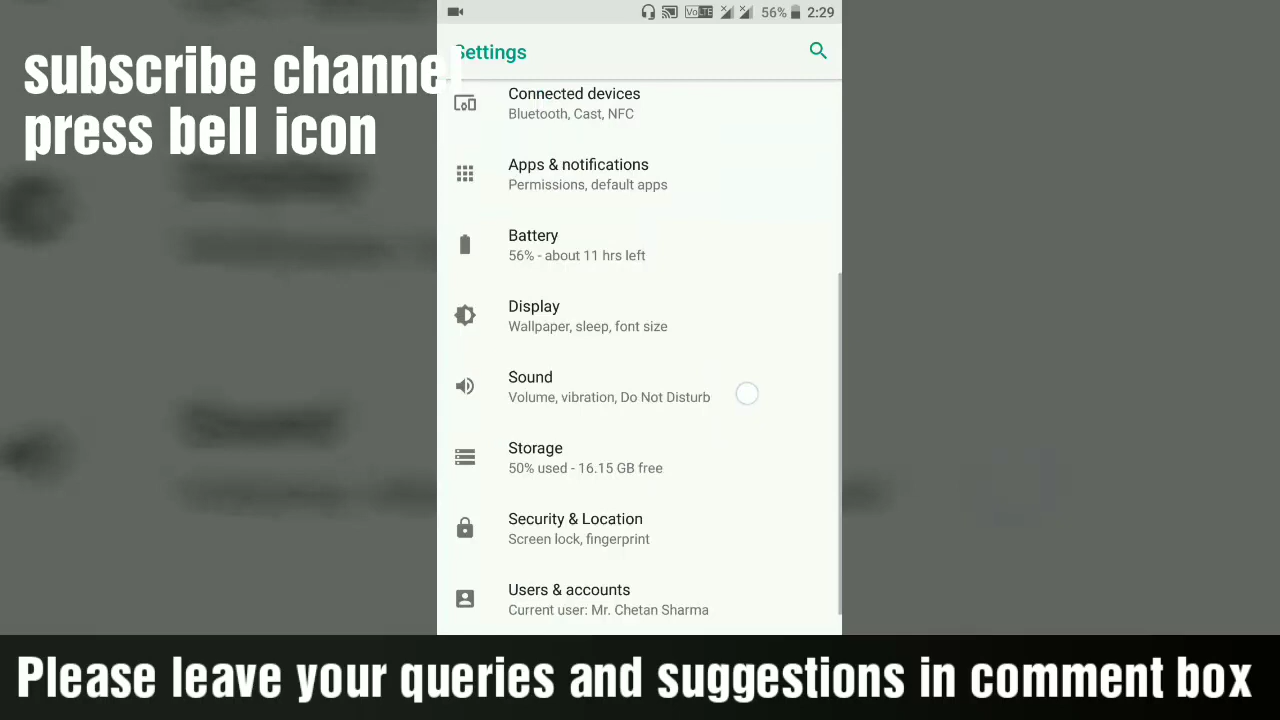 subscribe channel
press bell icon
VoLTE 56% 2:29
Settings
Connected devices
Bluetooth, Cast, NFC
Apps & notifications
Permissions, default apps
Battery
56% - about 11 hrs left
Display
Wallpaper, sleep, font size
Sound
Volume, vibration, Do Not Disturb
Storage
50% used - 16.15 GB free
Security & Location
Screen lock, fingerprint
Users & accounts
Current user: Mr. Chetan Sharma
Please leave your queries and suggestions in comment box